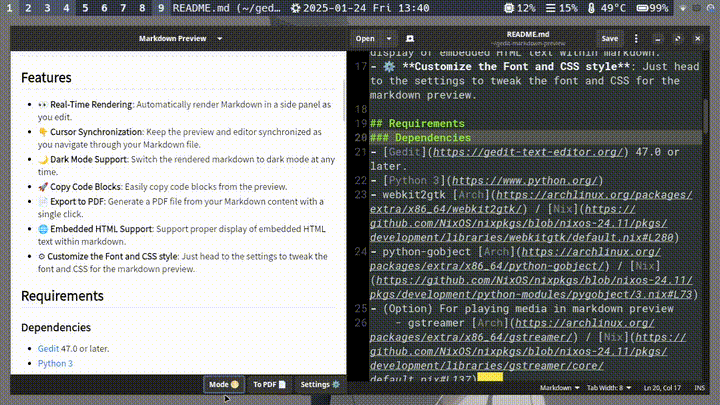 1 2 3 4 5 6 7 8 9 README.md (~/ged… 2025-01-24 Fri 13:40 12% 15% 49°C 99%
Markdown Preview
Open README.md Save
~/gedit-markdown-preview
Features
👀 Real-Time Rendering: Automatically render Markdown in a side panel as
you edit.
👇 Cursor Synchronization: Keep the preview and editor synchronized as
you navigate through your Markdown file.
🌙 Dark Mode Support: Switch the rendered markdown to dark mode at any
time.
🚀 Copy Code Blocks: Easily copy code blocks from the preview.
📄 Export to PDF: Generate a PDF file from your Markdown content with a
single click.
🌐 Embedded HTML Support: Support proper display of embedded HTML
text within markdown.
⚙ Customize the Font and CSS style: Just head to the settings to tweak the
font and CSS for the markdown preview.
Requirements
Dependencies
Gedit 47.0 or later.
Python 3
Mode To PDF 📄 Settings ⚙️
display of embedded HTML text within markdown.
17 - ⚙️ **Customize the Font and CSS style**: Just head
to the settings to tweak the font and CSS for the
markdown preview.
18
19 ## Requirements
20 ### Dependencies
21 - [Gedit](https://gedit-text-editor.org/) 47.0 or
later.
22 - [Python 3](https://www.python.org/)
23 - webkit2gtk [Arch](https://archlinux.org/packages/
extra/x86_64/webkit2gtk/) / [Nix](https://
github.com/NixOS/nixpkgs/blob/nixos-24.11/pkgs/
development/libraries/webkitgtk/default.nix#L280)
24 - python-gobject [Arch](https://archlinux.org/
packages/extra/x86_64/python-gobject/) / [Nix]
(https://github.com/NixOS/nixpkgs/blob/nixos-24.11/
pkgs/development/python-modules/pygobject/3.nix#L73)
25 - (Option) For playing media in markdown preview
26 - gstreamer [Arch](https://archlinux.org/
packages/extra/x86_64/gstreamer/) / [Nix](https://
github.com/NixOS/nixpkgs/blob/nixos-24.11/pkgs/
development/libraries/gstreamer/core/
default.nix#L137)
Markdown Tab Width: 8 Ln 20, Col 17 INS